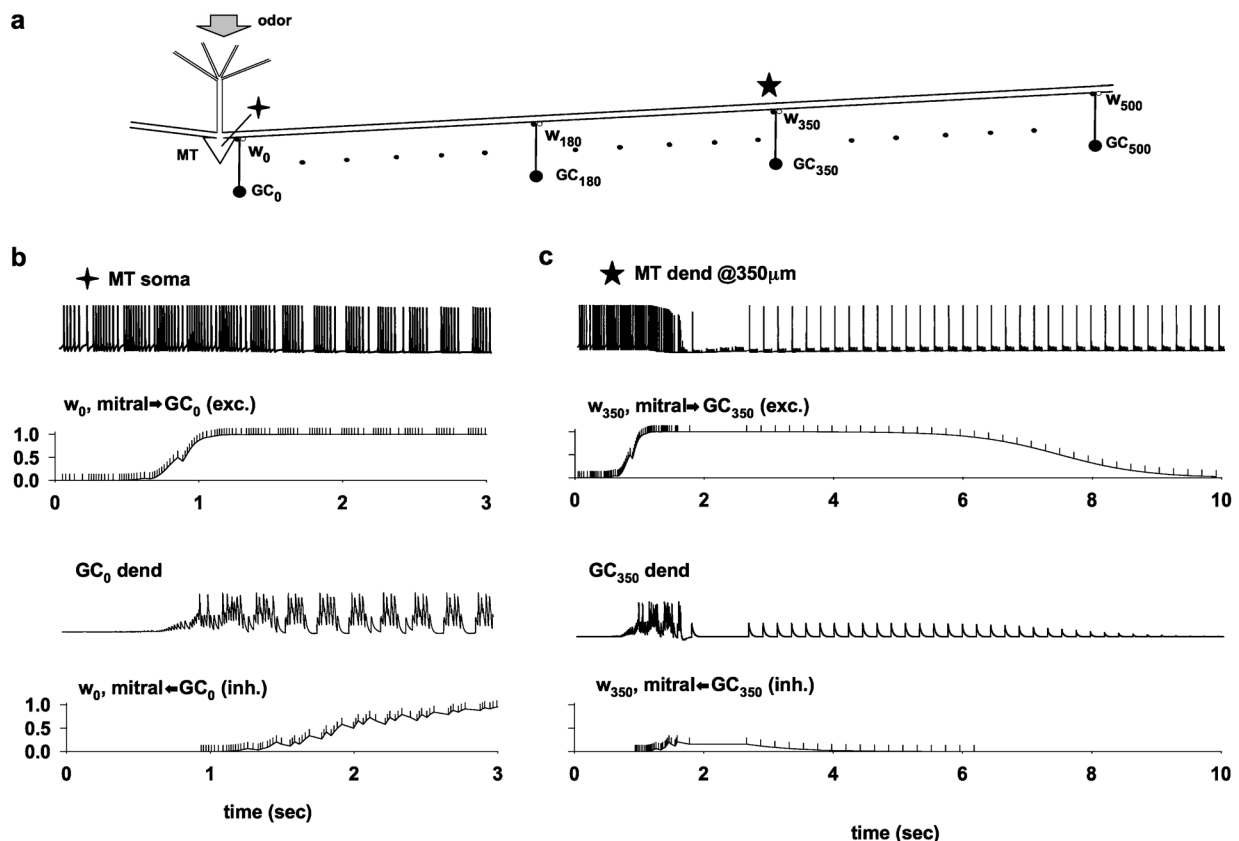 a
odor
MT
w0
GC0
w180
GC180
w350
GC350
w500
GC500
b
MT soma
w0, mitral➡GC0 (exc.)
1.0
0.5
0.0
0 1 2 3
GC0 dend
w0, mitral⬅GC0 (inh.)
1.0
0.5
0.0
0 1 2 3
time (sec)
c
MT dend @350μm
w350, mitral➡GC350 (exc.)
0 2 4 6 8 10
GC350 dend
w350, mitral⬅GC350 (inh.)
0 2 4 6 8 10
time (sec)